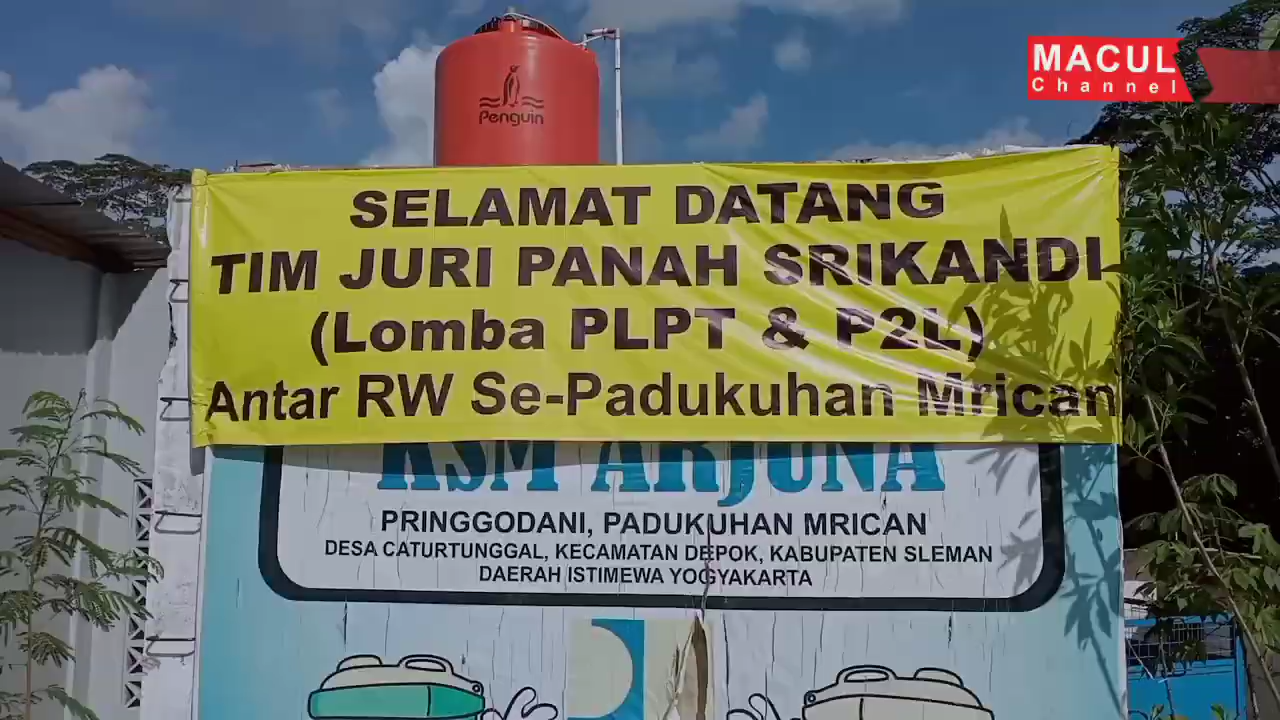 MACUL
Channel
Penguin
SELAMAT DATANG
TIM JURI PANAH SRIKANDI
(Lomba PLPT & P2L)
Antar RW Se-Padukuhan Mrican
KSM ARJUNA
PRINGGODANI, PADUKUHAN MRICAN
DESA CATURTUNGGAL, KECAMATAN DEPOK, KABUPATEN SLEMAN
DAERAH ISTIMEWA YOGYAKARTA